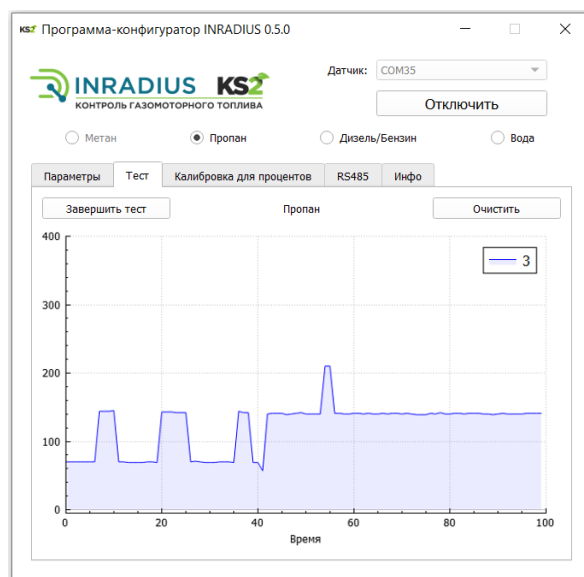 KS2 Программа-конфигуратор INRADIUS 0.5.0
Датчик: COM35
INRADIUS KS2
КОНТРОЛЬ ГАЗОМОТОРНОГО ТОПЛИВА
Отключить
Метан Пропан Дизель/Бензин Вода
Параметры Тест Калибровка для процентов RS485 Инфо
Завершить тест Пропан Очистить
400
3
300
200
100
0
0 20 40 60 80 100
Время